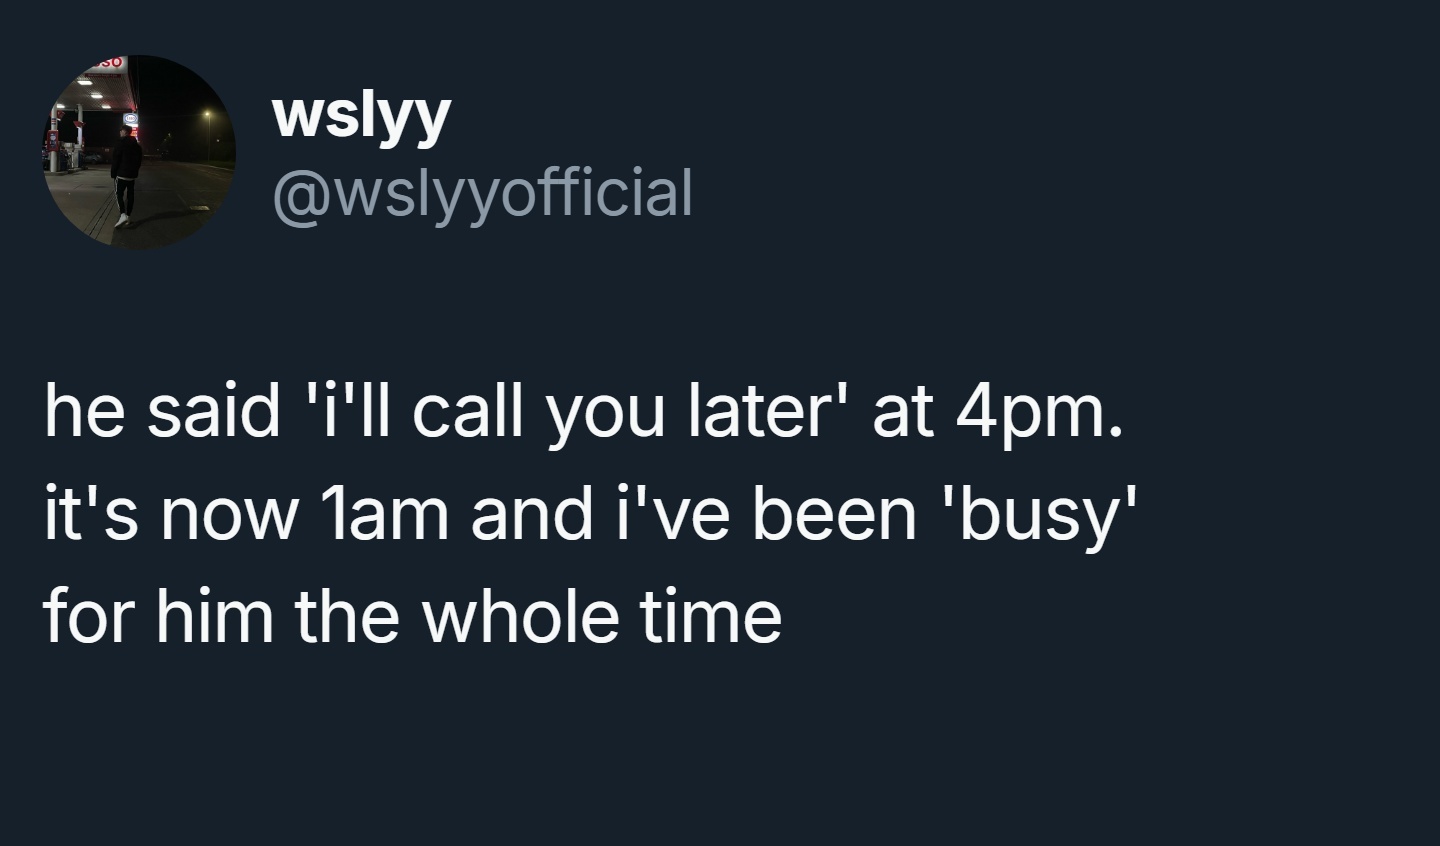 wslyy
@wslyyofficial
he said 'i'll call you later' at 4pm.
it's now 1am and i've been 'busy'
for him the whole time